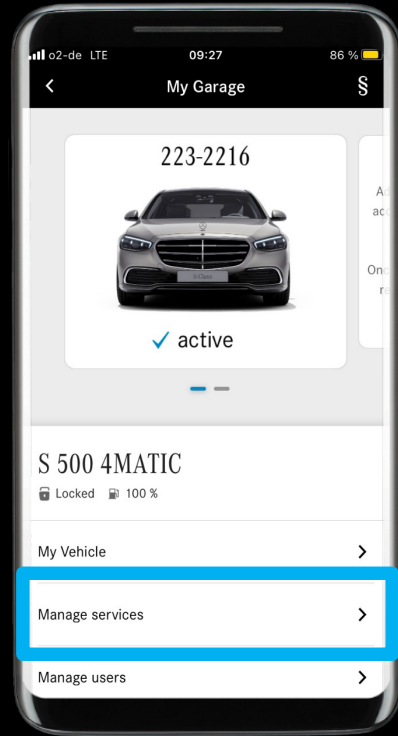 o2-de LTE 09:27 86 %
My Garage §
223-2216
S-Class
active
S 500 4MATIC
Locked 100 %
My Vehicle
Manage services
Manage users